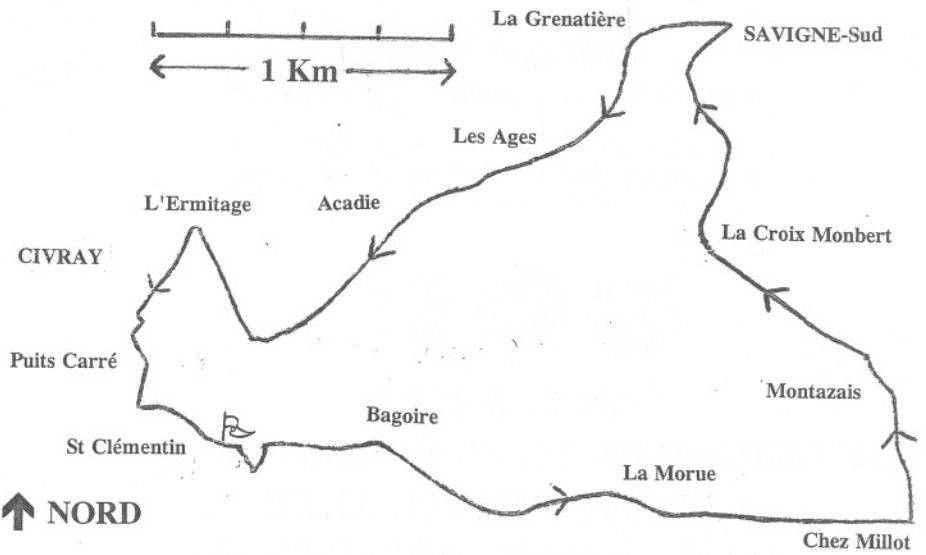 La Grenatière
SAVIGNE-Sud
1 Km
Les Ages
L'Ermitage
Acadie
La Croix Monbert
CIVRAY
Puits Carré
Montazais
Bagoire
St Clémentin
La Morue
NORD
Chez Millot